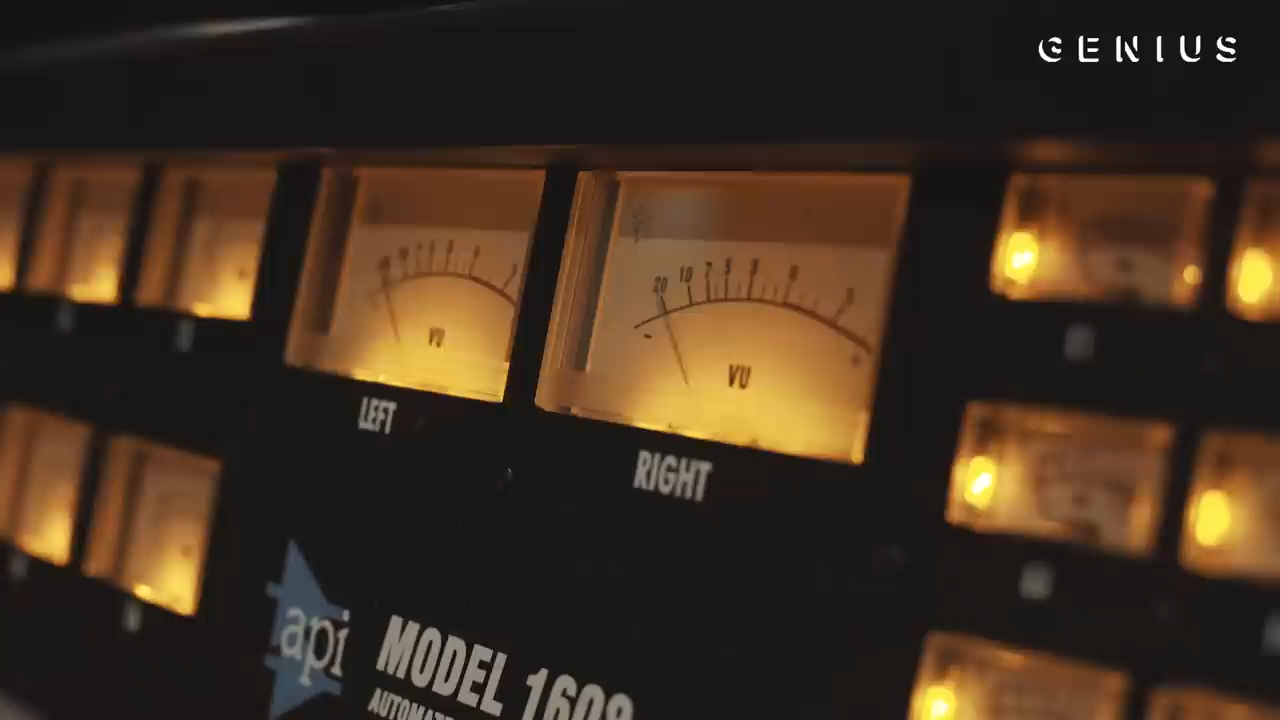 GENIUS
20 10 7 5 3 0 3
VU
VU
LEFT
RIGHT
api
MODEL 1608